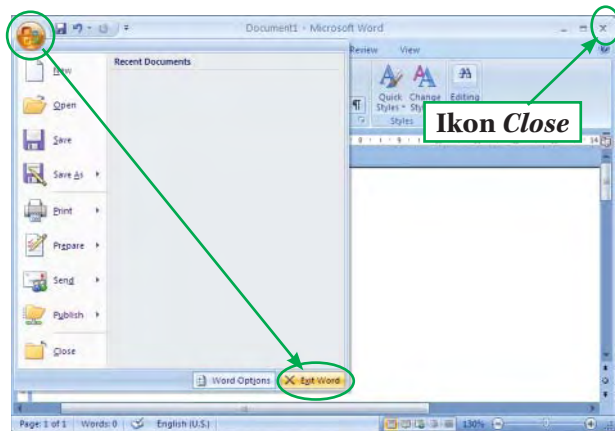 Document1 - Microsoft Word
Review View
New
Recent Documents
Open
Save
Save As
Print
Prepare
Send
Publish
Close
Quick Styles
Change
Editing
Styles
Ikon Close
Word Options
Exit Word
Page: 1 of 1 Words: 0 English (U.S.) 130%